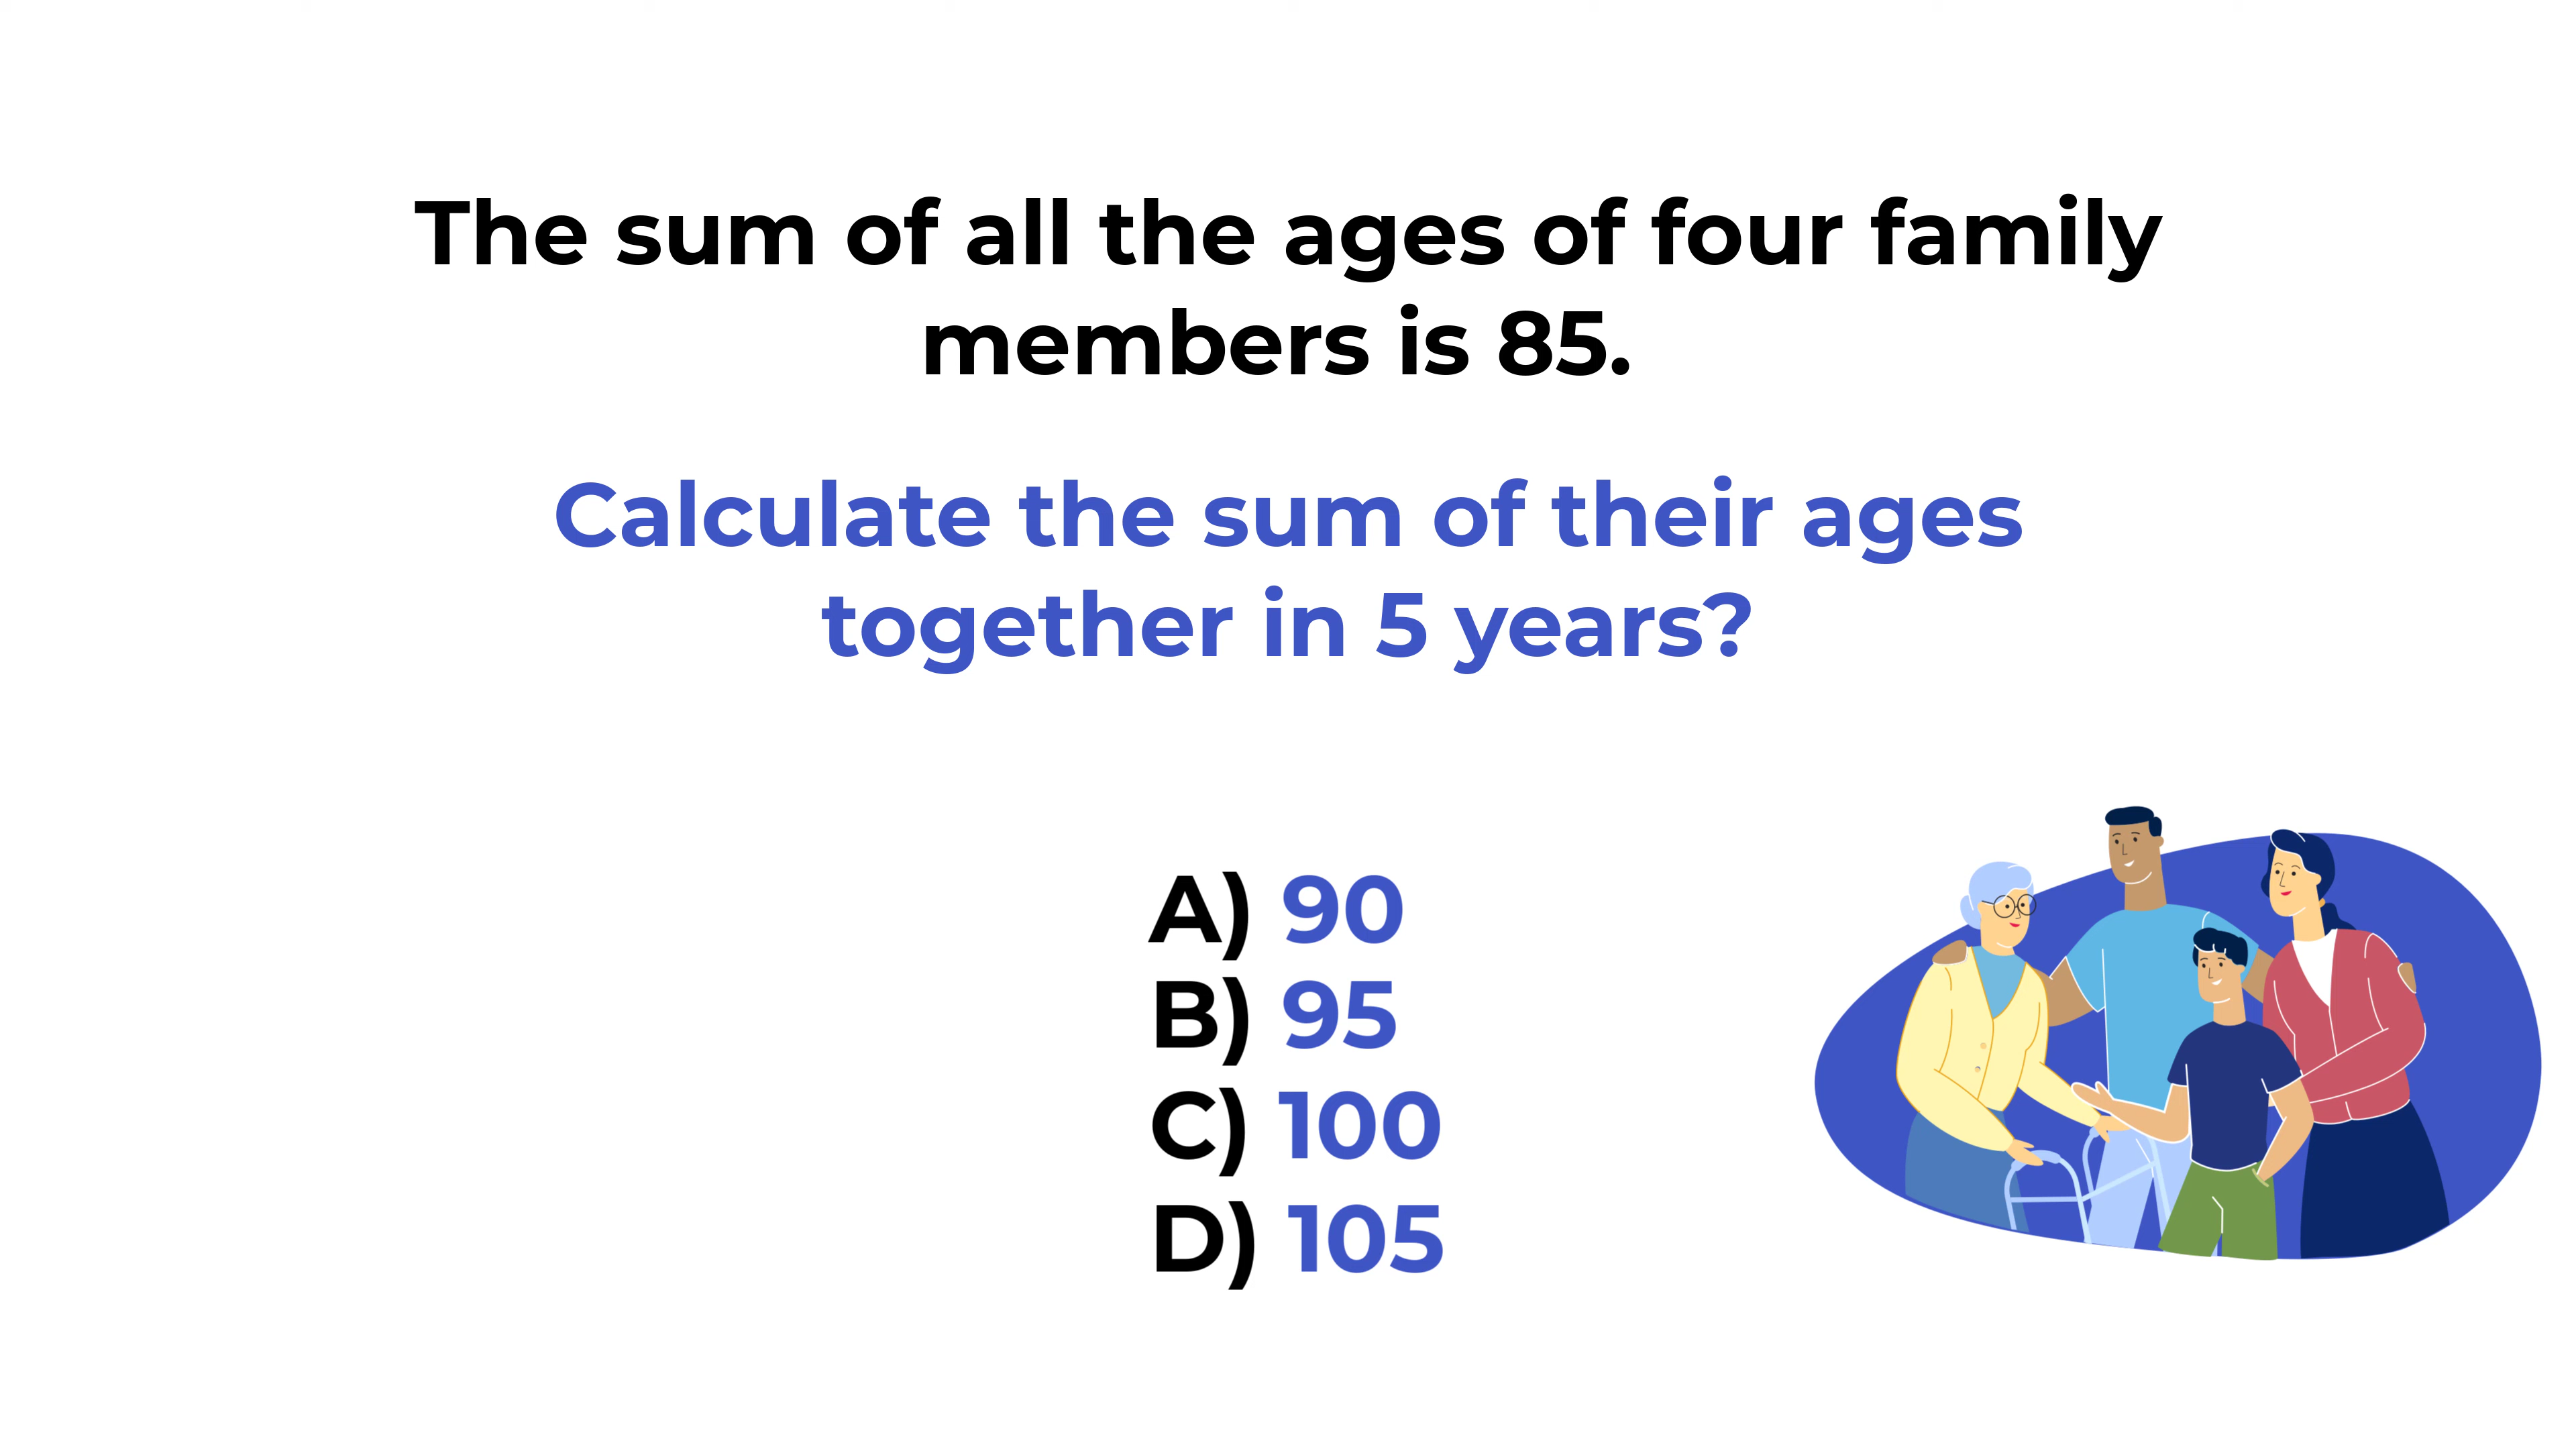 The sum of all the ages of four family
members is 85.
Calculate the sum of their ages
together in 5 years?
A) 90
B) 95
C) 100
D) 105